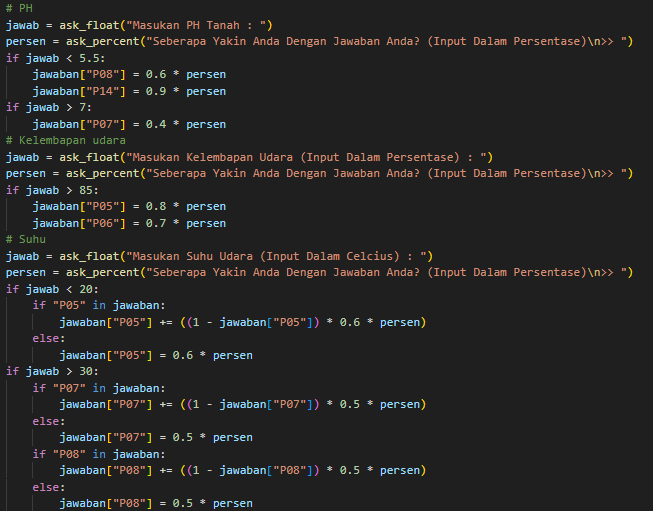 # PH
jawab = ask_float("Masukan PH Tanah : ")
persen = ask_percent("Seberapa Yakin Anda Dengan Jawaban Anda? (Input Dalam Persentase)\n>> ")
if jawab < 5.5:
    jawaban["P08"] = 0.6 * persen
    jawaban["P14"] = 0.9 * persen
if jawab > 7:
    jawaban["P07"] = 0.4 * persen
# Kelembapan udara
jawab = ask_float("Masukan Kelembapan Udara (Input Dalam Persentase) : ")
persen = ask_percent("Seberapa Yakin Anda Dengan Jawaban Anda? (Input Dalam Persentase)\n>> ")
if jawab > 85:
    jawaban["P05"] = 0.8 * persen
    jawaban["P06"] = 0.7 * persen
# Suhu
jawab = ask_float("Masukan Suhu Udara (Input Dalam Celcius) : ")
persen = ask_percent("Seberapa Yakin Anda Dengan Jawaban Anda? (Input Dalam Persentase)\n>> ")
if jawab < 20:
    if "P05" in jawaban:
        jawaban["P05"] += ((1 - jawaban["P05"]) * 0.6 * persen)
    else:
        jawaban["P05"] = 0.6 * persen
if jawab > 30:
    if "P07" in jawaban:
        jawaban["P07"] += ((1 - jawaban["P07"]) * 0.5 * persen)
    else:
        jawaban["P07"] = 0.5 * persen
    if "P08" in jawaban:
        jawaban["P08"] += ((1 - jawaban["P08"]) * 0.5 * persen)
    else:
        jawaban["P08"] = 0.5 * persen